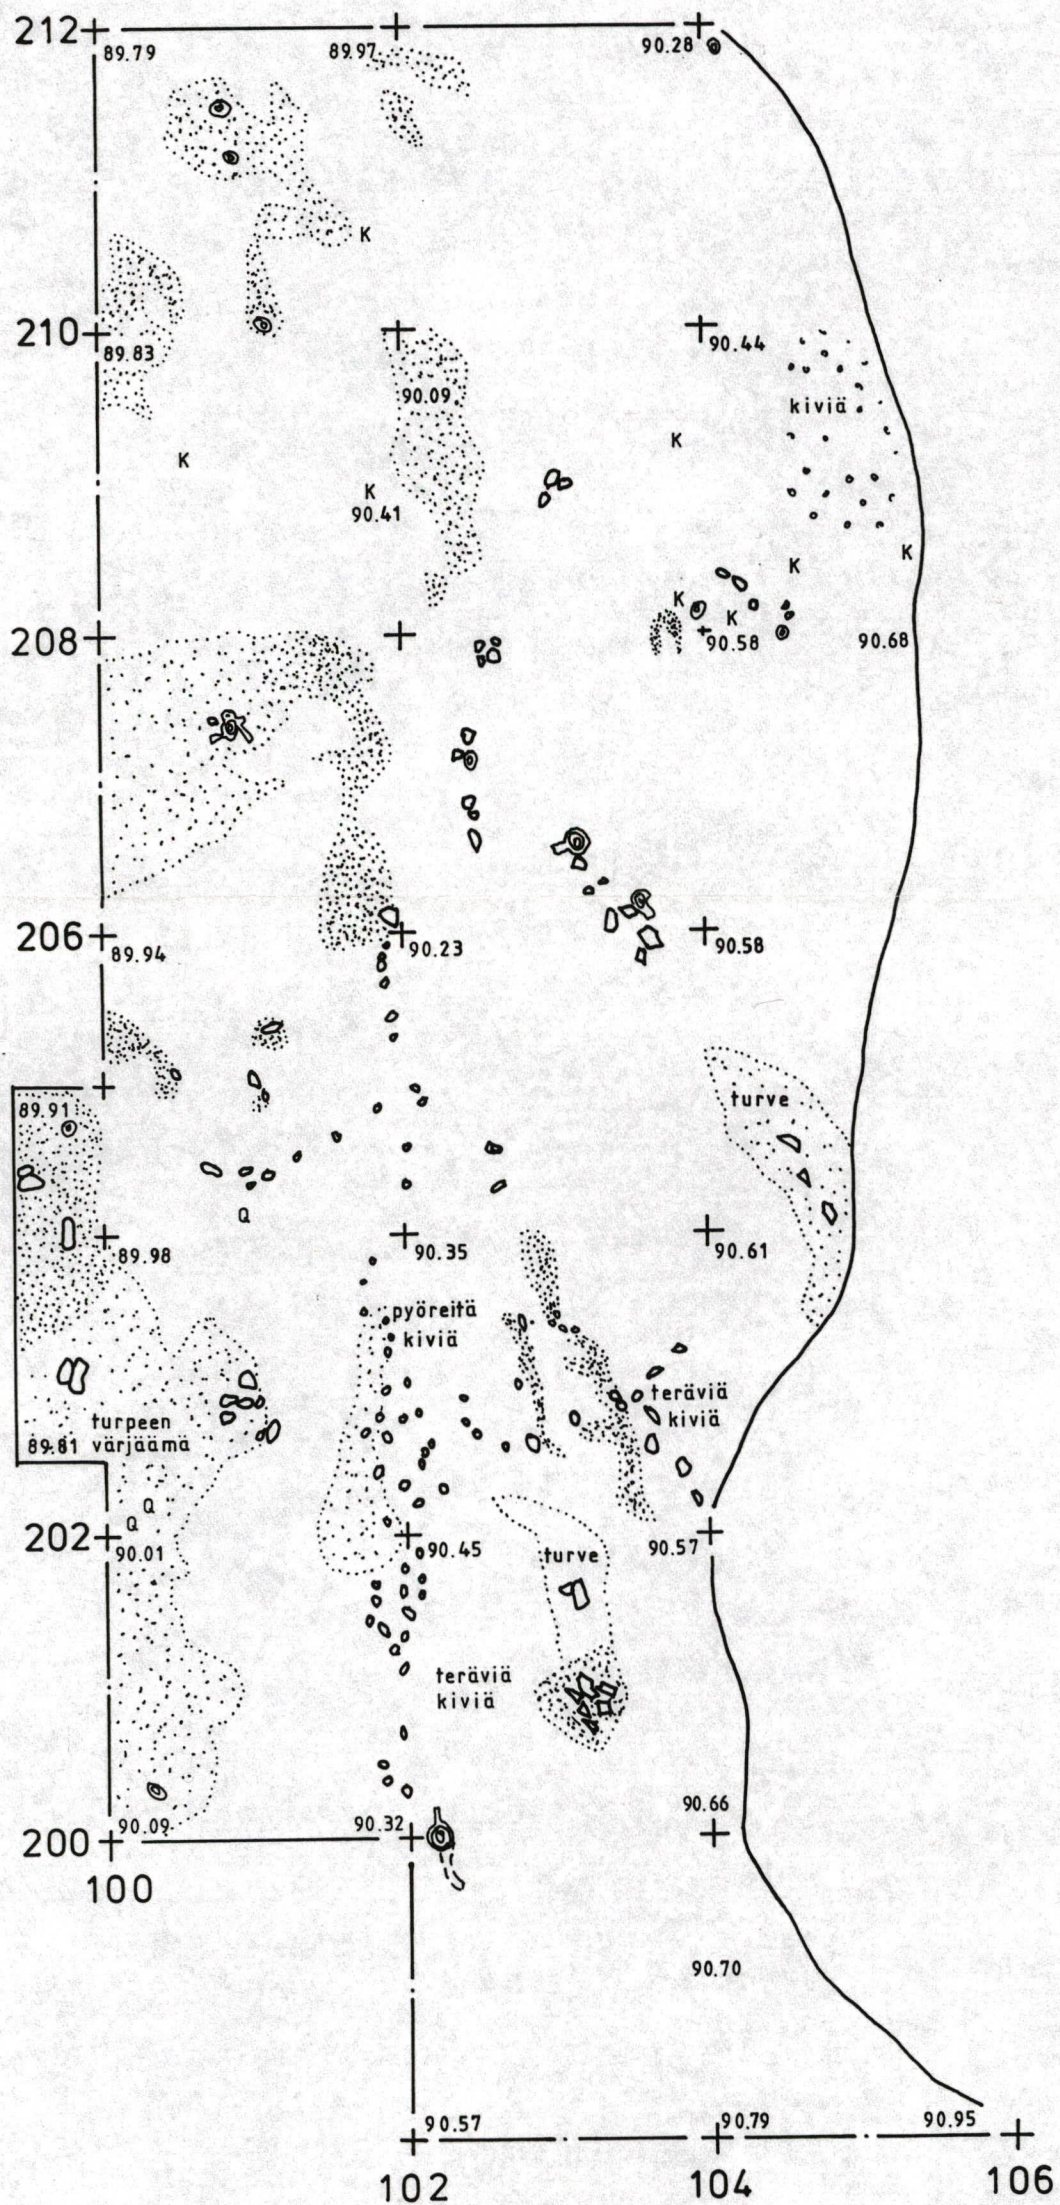 212
89.79
89.97
90.28
K
210
89.83
90.44
90.09
kiviä
K
K
K
90.41
K
K
K
K
208
90.58
90.68
206
89.94
90.23
90.58
89.91
turve
Q
89.98
90.35
90.61
pyöreitä
kiviä
teräviä
kiviä
turpeen
värjäämä
89.81
Q
Q
202
90.01
90.45
90.57
turve
teräviä
kiviä
90.66
90.09
90.32
200
100
90.70
90.57
90.79
90.95
102
104
106